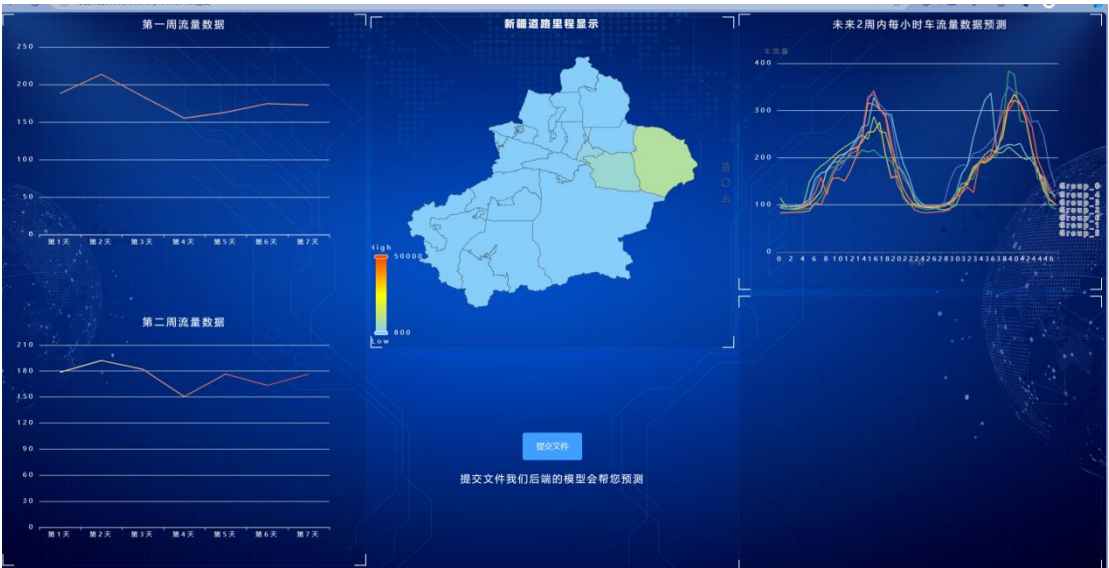 第一周流量数据
250
200
150
100
50
0
第1天 第2天 第3天 第4天 第5天 第6天 第7天
第二周流量数据
210
180
150
120
90
60
30
0
第1天 第2天 第3天 第4天 第5天 第6天 第7天
新疆道路里程显示
High
50000
800
Low
提交文件
提交文件我们后端的模型会帮您预测
未来2周内每小时车流量数据预测
车流量
400
300
200
100
0
0 2 4 6 8 10 12 14 16 18 20 22 24 26 28 30 32 34 36 38 40 42 44 46